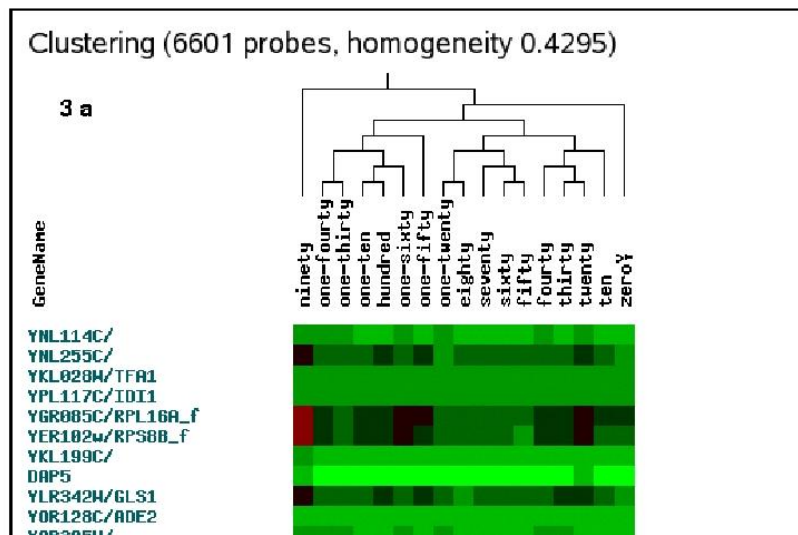 Clustering (6601 probes, homogeneity 0.4295)
3 a
GeneName
ninety
one-fourty
one-thirty
one-ten
hundred
one-sixty
one-fifty
one-twenty
eighty
seventy
sixty
fifty
fourty
thirty
twenty
ten
zeroY
YNL114C/
YNL255C/
YKL028W/TFA1
YPL117C/IDI1
YGR085C/RPL16A_f
YER102w/RPS8B_f
YKL199C/
DAP5
YLR342W/GLS1
YOR128C/ADE2